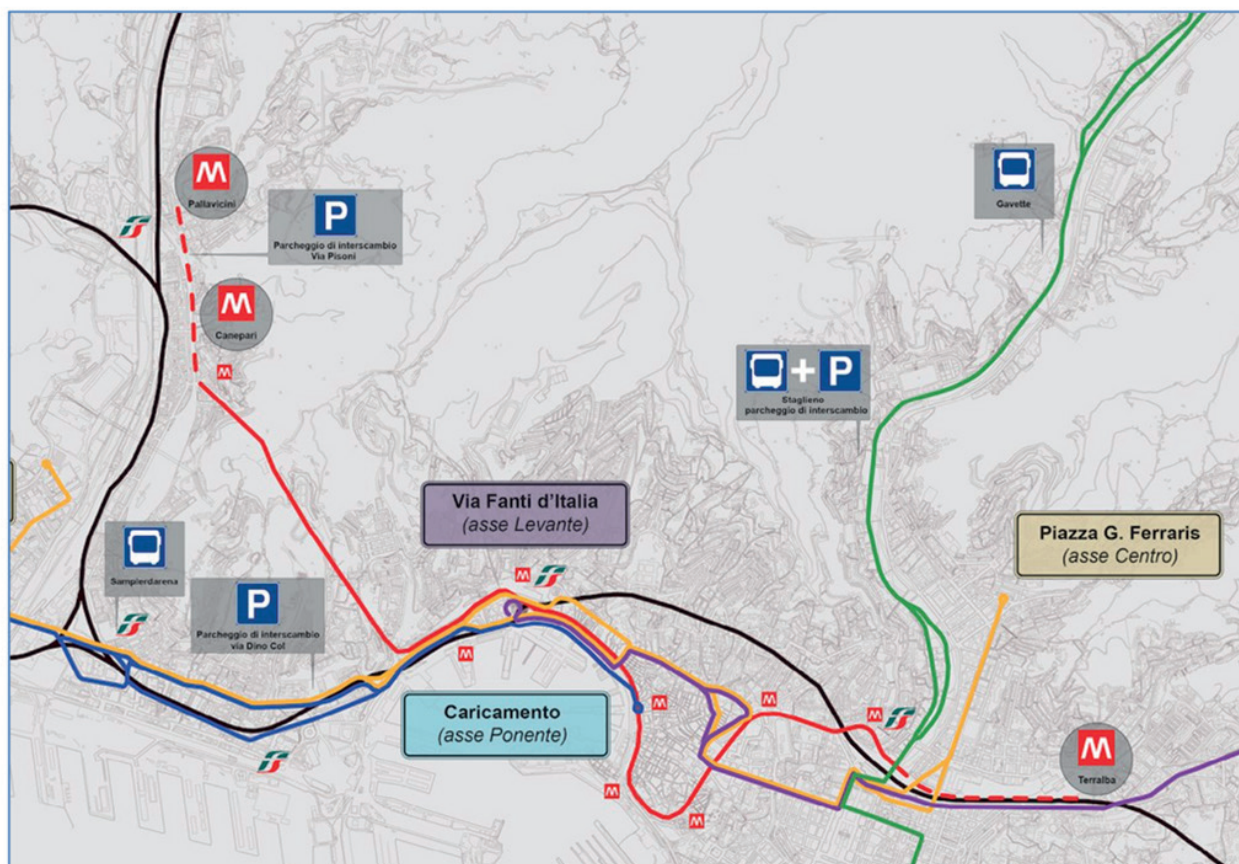 M
Pallavicini
P
Parcheggio di interscambio
Via Pisoni
M
Canepari
M
Gavette
+ P
Staglieno
parcheggio di interscambio
Via Fanti d'Italia
(asse Levante)
Piazza G. Ferraris
(asse Centro)
Sampierdarena
P
Parcheggio di interscambio
via Dino Col
M
M
Caricamento
(asse Ponente)
M
M
M
M
Terralba
M
M